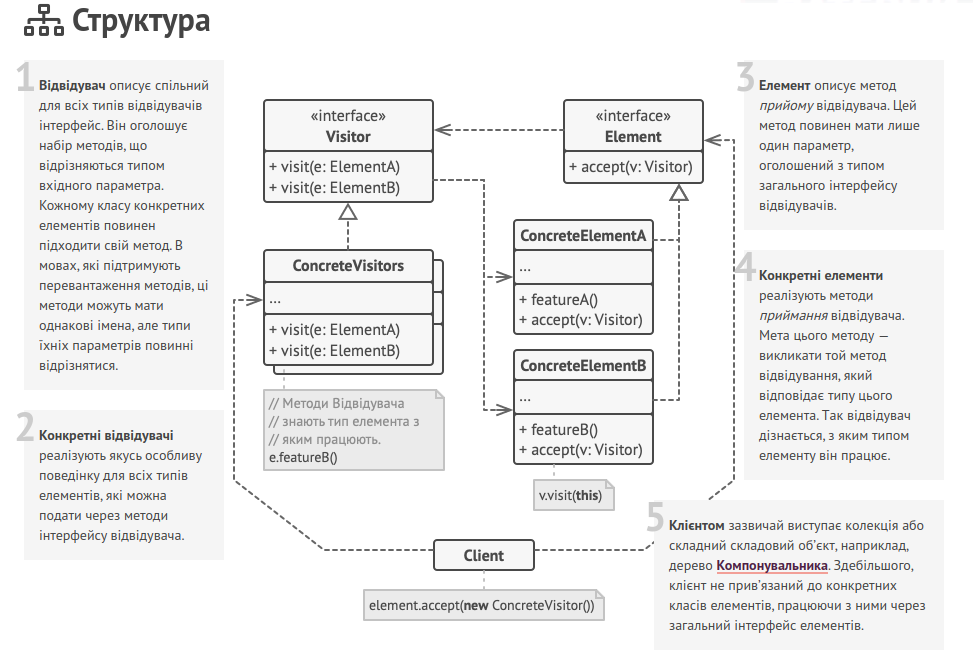 Структура
1
Відвідувач описує спільний
для всіх типів відвідувачів
інтерфейс. Він оголошує
набір методів, що
відрізняються типом
вхідного параметра.
Кожному класу конкретних
елементів повинен
підходити свій метод. В
мовах, які підтримують
перевантаження методів, ці
методи можуть мати
однакові імена, але типи
їхніх параметрів повинні
відрізнятися.
2
Конкретні відвідувачі
реалізують якусь особливу
поведінку для всіх типів
елементів, які можна
подати через методи
інтерфейсу відвідувача.
«interface»
Visitor
+ visit(e: ElementA)
+ visit(e: ElementB)
ConcreteVisitors
...
+ visit(e: ElementA)
+ visit(e: ElementB)
// Методи Відвідувача
// знають тип елемента з
// яким працюють.
e.featureB()
«interface»
Element
+ accept(v: Visitor)
ConcreteElementA
...
+ featureA()
+ accept(v: Visitor)
ConcreteElementB
...
+ featureB()
+ accept(v: Visitor)
v.visit(this)
Client
element.accept(new ConcreteVisitor())
3
Елемент описує метод
прийому відвідувача. Цей
метод повинен мати лише
один параметр,
оголошений з типом
загального інтерфейсу
відвідувачів.
4
Конкретні елементи
реалізують методи
приймання відвідувача.
Мета цього методу —
викликати той метод
відвідування, який
відповідає типу цього
елемента. Так відвідувач
дізнається, з яким типом
елементу він працює.
5
Клієнтом зазвичай виступає колекція або
складний складовий об’єкт, наприклад,
дерево Компонувальника. Здебільшого,
клієнт не прив’язаний до конкретних
класів елементів, працюючи з ними через
загальний інтерфейс елементів.